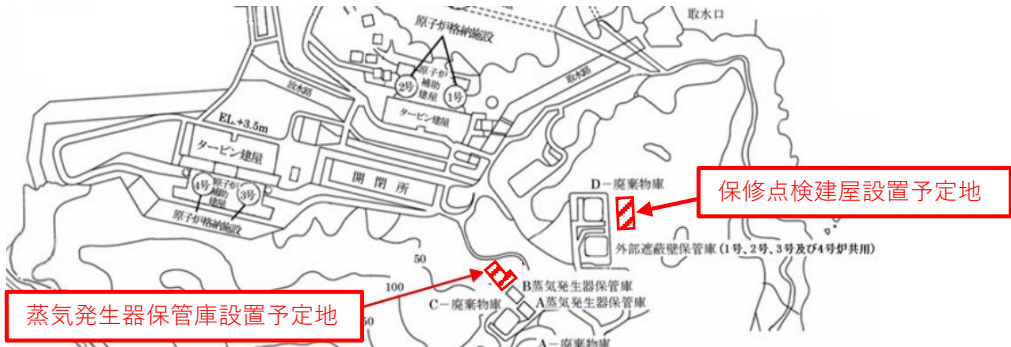 取水口
原子炉格納施設
2号
原子炉
補助
建屋
1号
取水路
放水路
タービン建屋
EL.+3.5m
タービン建屋
開閉所
4号
原子炉
補助
建屋
3号
原子炉格納施設
D-廃棄物庫
保修点検建屋設置予定地
外部遮蔽壁保管庫(1号、2号、3号及び4号炉共用)
50
100
B蒸気発生器保管庫
A蒸気発生器保管庫
C-廃棄物庫
蒸気発生器保管庫設置予定地
50
A-廃棄物庫